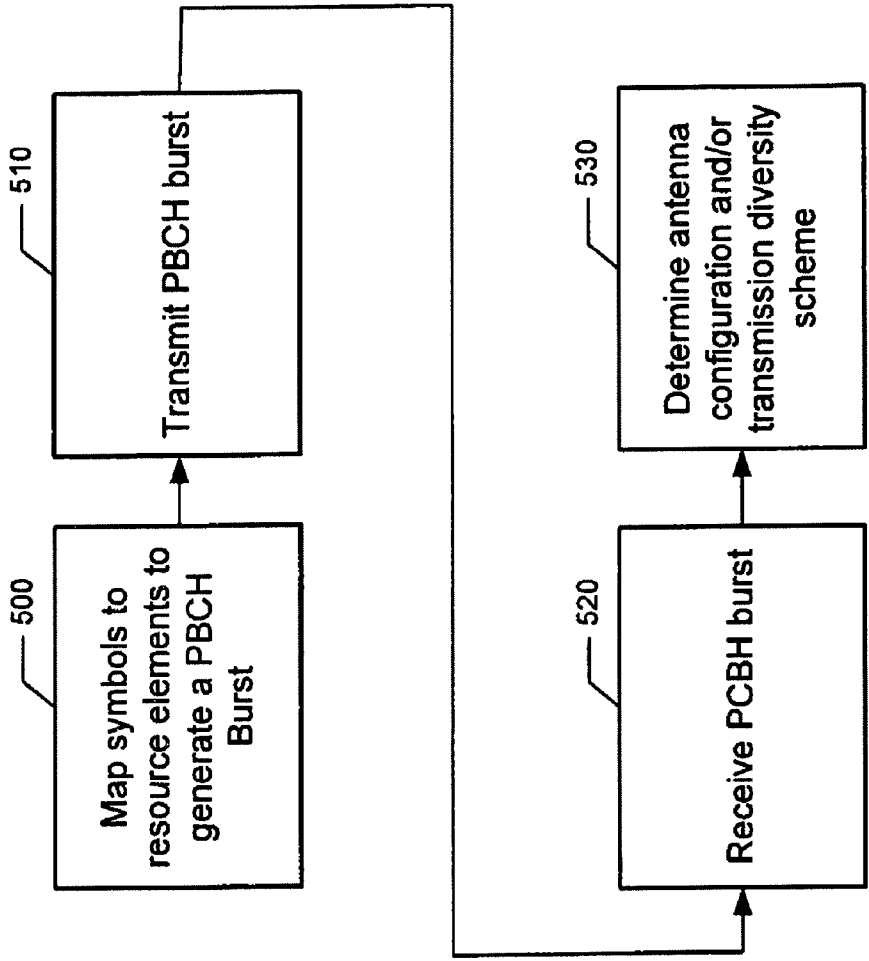 500
Map symbols to
resource elements to
generate a PBCH
Burst
510
Transmit PBCH burst
520
Receive PCBH burst
530
Determine antenna
configuration and/or
transmission diversity
scheme